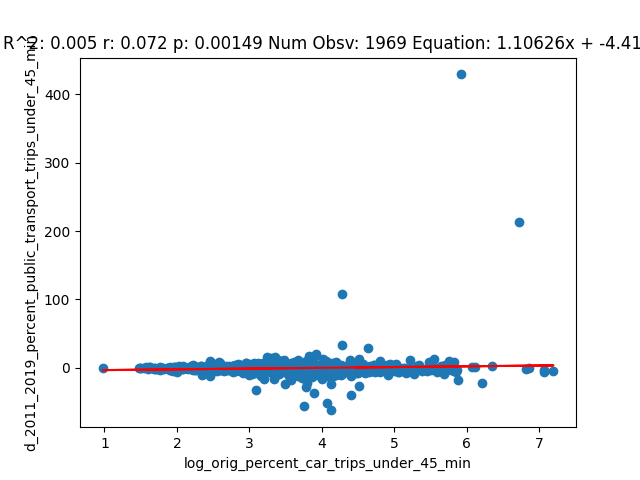 R^2: 0.005 r: 0.072 p: 0.00149 Num Obsv: 1969 Equation: 1.10626x + -4.41
d_2011_2019_percent_public_transport_trips_under_45_min
400
300
200
100
0
1 2 3 4 5 6 7
log_orig_percent_car_trips_under_45_min